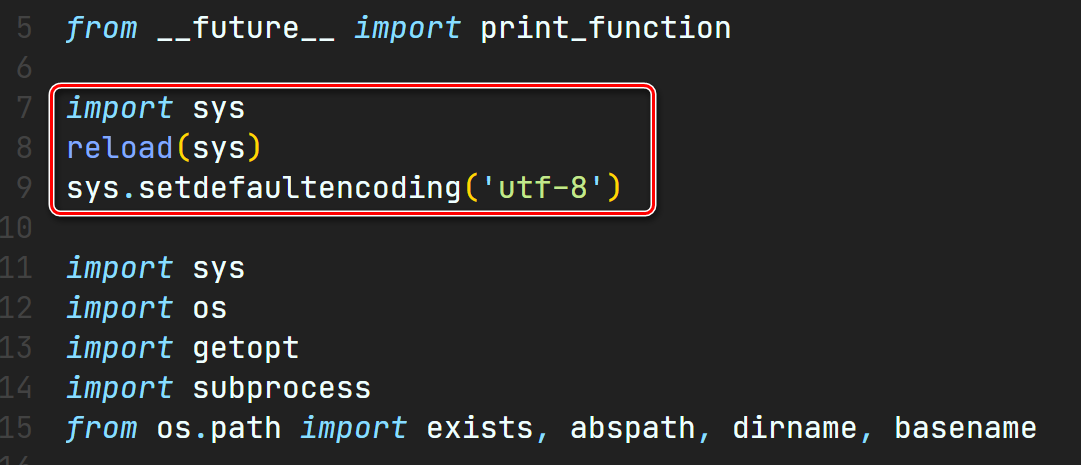 5 from __future__ import print_function
6
7 import sys
8 reload(sys)
9 sys.setdefaultencoding('utf-8')
10
11 import sys
12 import os
13 import getopt
14 import subprocess
15 from os.path import exists, abspath, dirname, basename